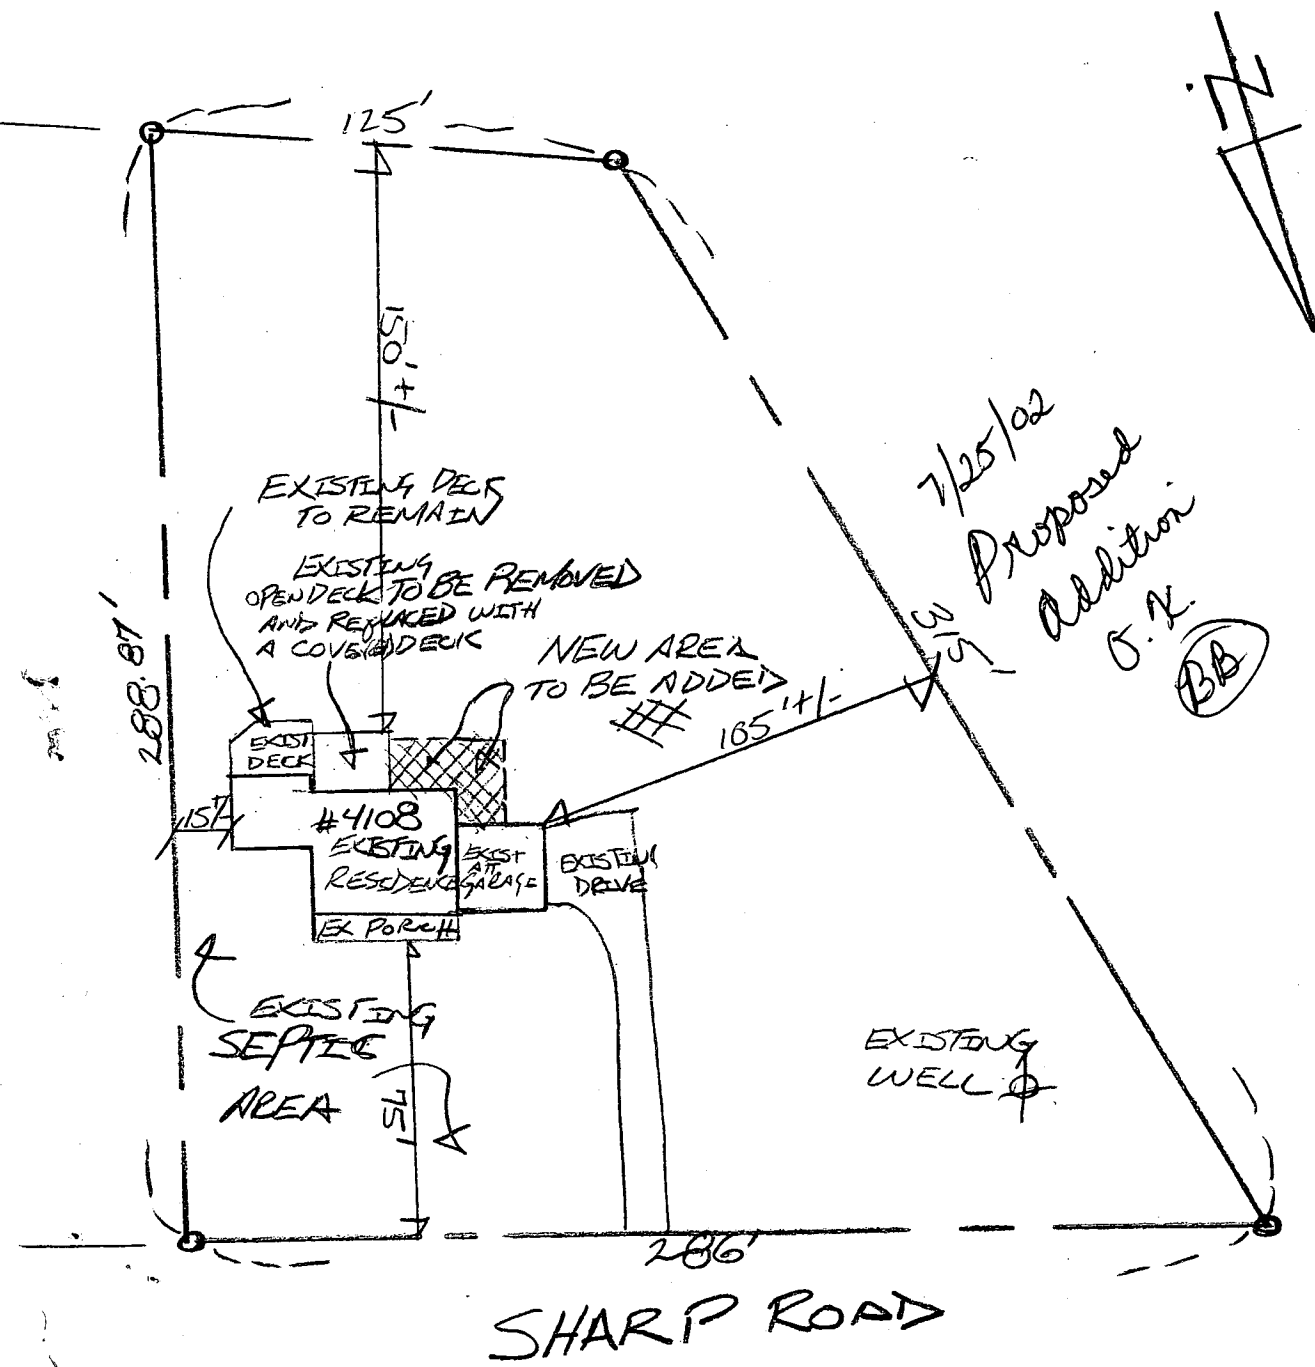 N
125'
150'+/-
7/25/02
Proposed
addition
O.K.
BB
EXISTING DECK
TO REMAIN
EXISTING
OPEN DECK TO BE REMOVED
AND REPLACED WITH
A COVERED DECK
288.87'
315'
NEW AREA
TO BE ADDED
165'+/-
EXIST
DECK
15'+/-
#4108
EXISTING
RESIDENCE
EXIST
ATT
GARAGE
EXISTING
DRIVE
EX PORCH
EXISTING
SEPTIC
AREA
75'
EXISTING
WELL
286'
SHARP ROAD